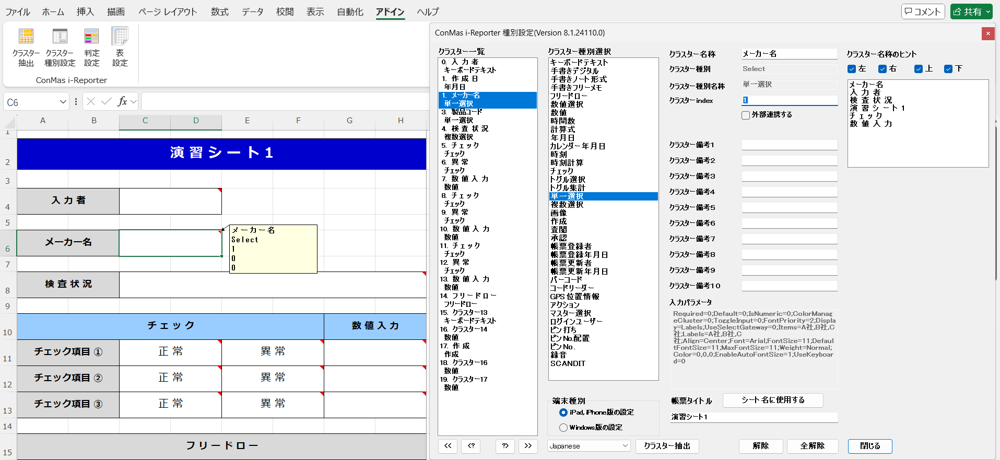 ファイル ホーム 挿入 描画 ページ レイアウト 数式 データ 校閲 表示 自動化 アドイン ヘルプ
コメント 共有
クラスター抽出
クラスター種別設定
判定設定
表設定
ConMas i-Reporter
C6
fx
A B C D E F G H
1
2 演 習 シ ー ト 1
3
4 入 力 者
5
6 メーカー名
メーカー名
Select
1
0
0
7
8 検 査 状 況
9
10 チ ェ ッ ク 数 値 入 力
11 チェック項目 ① 正 常 異 常
12 チェック項目 ② 正 常 異 常
13 チェック項目 ③ 正 常 異 常
14
15 フ リ ー ド ロ ー
ConMas i-Reporter 種別設定(Version 8.1.24110.0)
クラスター一覧
0. 入 力 者
キーボードテキスト
1. 作 成 日
年月日
1. メーカー名
単一選択
3. 製品コード
単一選択
4. 検 査 状 況
複数選択
5. チ ェ ッ ク
チェック
6. 異 常
チェック
7. 数 値 入 力
数値
8. チ ェ ッ ク
チェック
9. 異 常
チェック
10. 数 値 入 力
数値
11. チ ェ ッ ク
チェック
12. 異 常
チェック
13. 数 値 入 力
数値
14. フ リ ー ド ロ ー
フリードロー
15. クラスター13
キーボードテキスト
16. クラスター14
数値
17. 作 成
作成
18. クラスター16
数値
19. クラスター17
数値
<< <? ?> >>
クラスター種別選択
キーボードテキスト
手書きデジタル
手書きノート形式
手書きフリーメモ
フリードロー
数値選択
数値
時間数
計算式
年月日
カレンダー年月日
時刻
時刻計算
チェック
トグル選択
トグル集計
単一選択
複数選択
画像
作成
査閲
承認
帳票登録者
帳票登録年月日
帳票更新者
帳票更新年月日
バーコード
コードリーダー
GPS位置情報
アクション
マスター選択
ログインユーザー
ピン打ち
ピンNo.配置
ピンNo.
録音
SCANDIT
端末種別
iPad, iPhone版の設定
Windows版の設定
Japanese クラスター抽出
クラスター名称 メーカー名
クラスター種別 Select
クラスター種別名称 単一選択
クラスターindex 1
外部連携する
クラスター備考1
クラスター備考2
クラスター備考3
クラスター備考4
クラスター備考5
クラスター備考6
クラスター備考7
クラスター備考8
クラスター備考9
クラスター備考10
入力パラメータ
Required=0;Default=0;IsNumeric=0;ColorManag
eCluster=0;ToggleInput=0;FontPriority=2;Displa
y=Labels;UseSelectGateway=0;Items=A社,B社,C
社;Labels=A社,B社,C
社;Align=Center;Font=Arial;FontSize=11;Defaul
tFontSize=11;MaxFontSize=11;Weight=Normal;
Color=0,0,0;EnableAutoFontSize=1;UseKeyboar
d=0
帳票タイトル シート名に使用する
演習シート1
解除 全解除 閉じる
クラスター名称のヒント
左 右 上 下
メーカー名
入 力 者
検 査 状 況
演 習 シ ー ト 1
チ ェ ッ ク
数 値 入 力